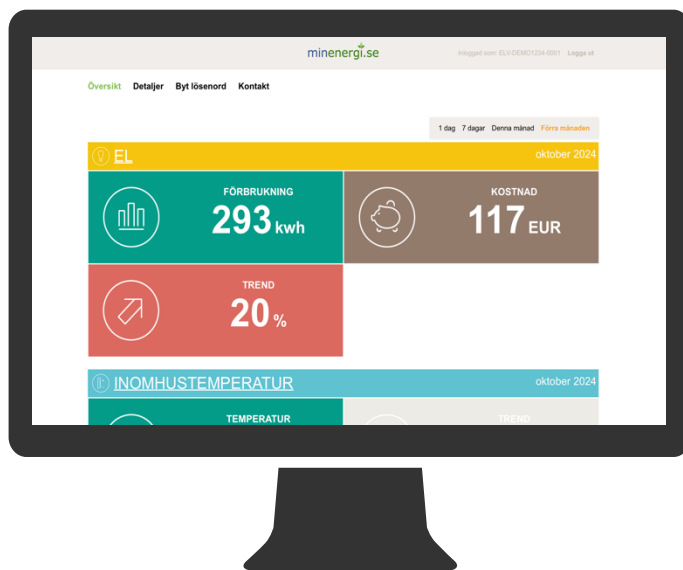 minenergi.se
Inloggad som: ELV-DEMO1234-0001 Logga ut
Översikt Detaljer Byt lösenord Kontakt
1 dag 7 dagar Denna månad Förra månaden
EL oktober 2024
FÖRBRUKNING
293 kwh
KOSTNAD
117 EUR
TREND
20 %
INOMHUSTEMPERATUR oktober 2024
TEMPERATUR
TREND